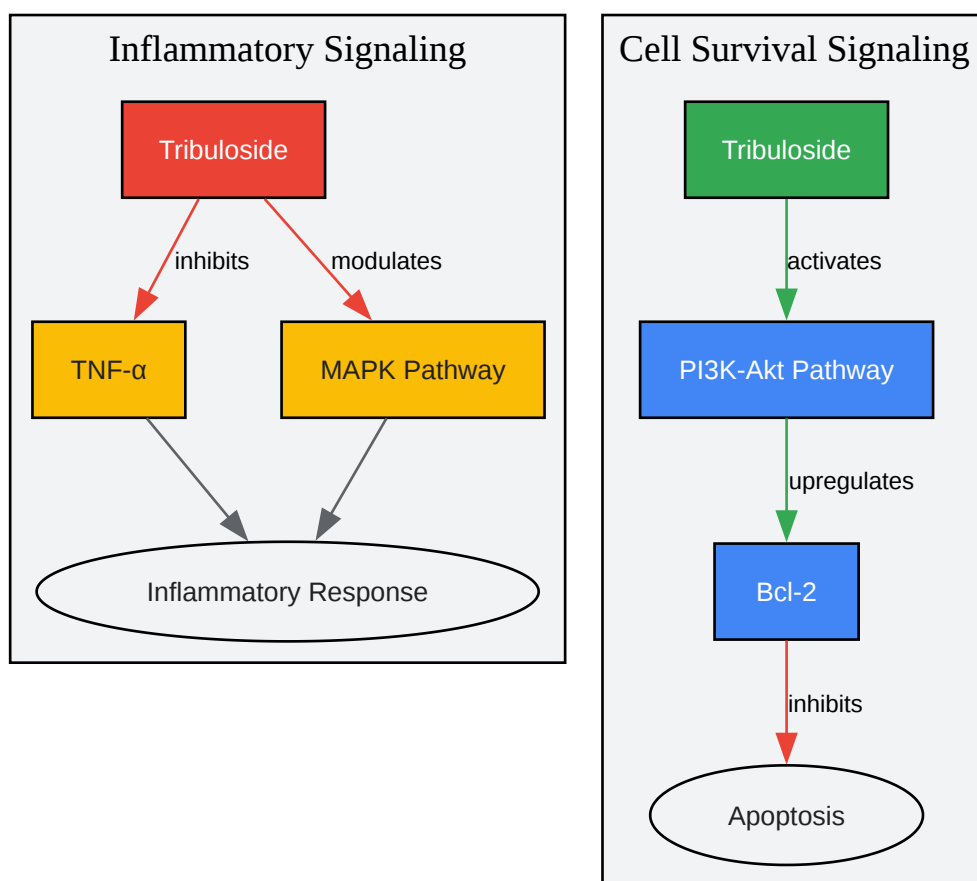 Inflammatory Signaling
Tribuloside
inhibits
modulates
TNF-α
MAPK Pathway
Inflammatory Response
Cell Survival Signaling
Tribuloside
activates
PI3K-Akt Pathway
upregulates
Bcl-2
inhibits
Apoptosis